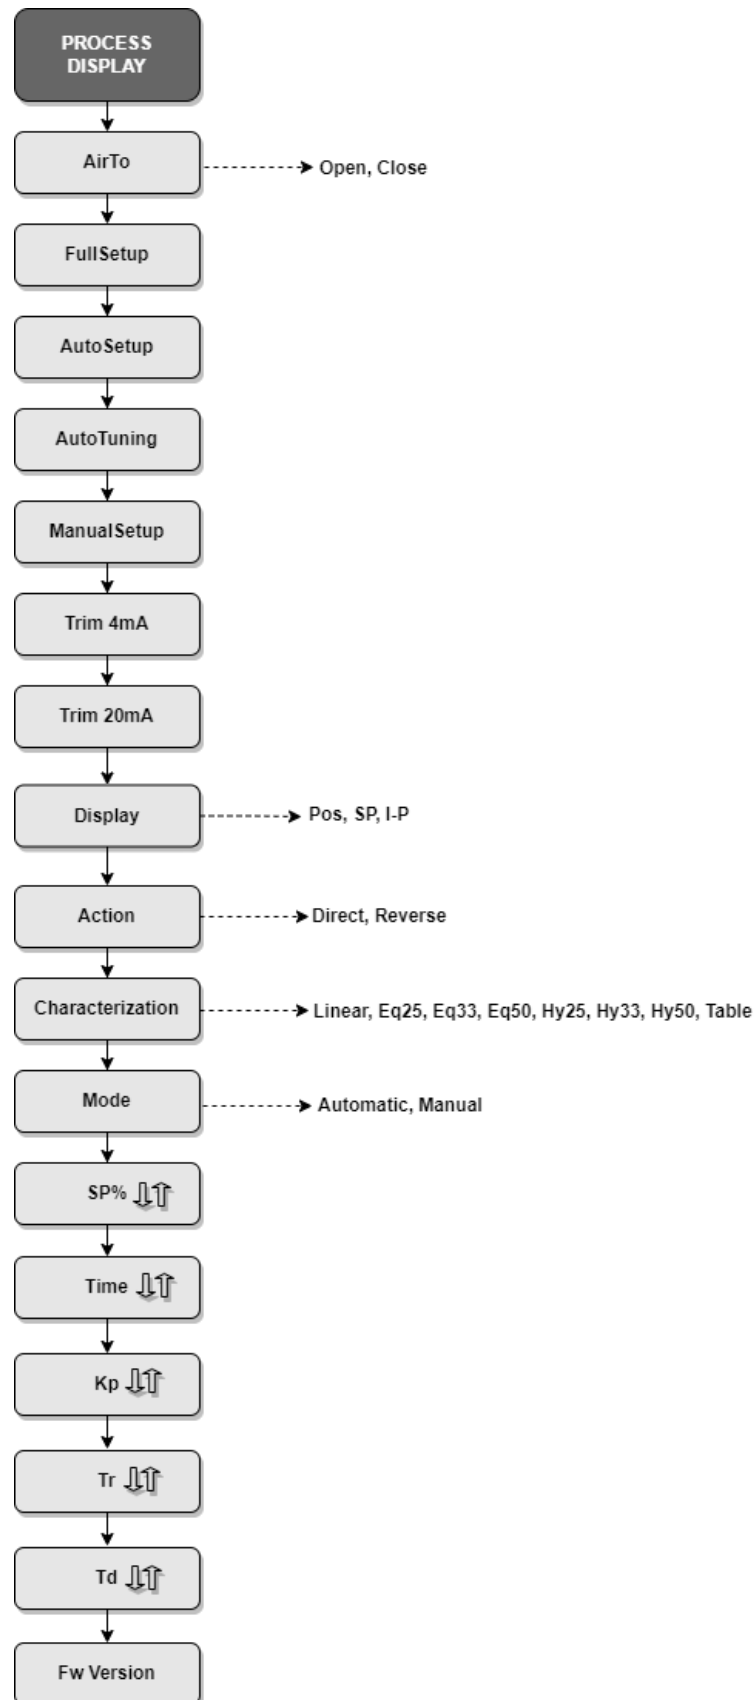 PROCESS
DISPLAY
AirTo
Open, Close
FullSetup
AutoSetup
AutoTuning
ManualSetup
Trim 4mA
Trim 20mA
Display
Pos, SP, I-P
Action
Direct, Reverse
Characterization
Linear, Eq25, Eq33, Eq50, Hy25, Hy33, Hy50, Table
Mode
Automatic, Manual
SP%
Time
Kp
Tr
Td
Fw Version